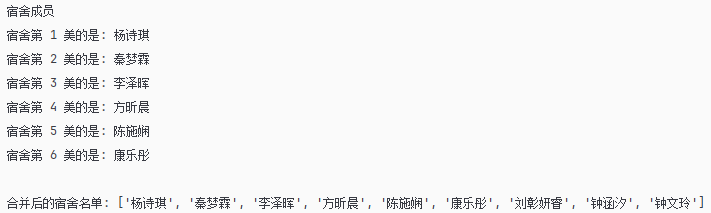 宿舍成员
宿舍第 1 美的是: 杨诗琪
宿舍第 2 美的是: 秦梦霖
宿舍第 3 美的是: 李泽晖
宿舍第 4 美的是: 方昕晨
宿舍第 5 美的是: 陈施娴
宿舍第 6 美的是: 康乐彤
合并后的宿舍名单: ['杨诗琪', '秦梦霖', '李泽晖', '方昕晨', '陈施娴', '康乐彤', '刘彰妍睿', '钟函汐', '钟文玲']